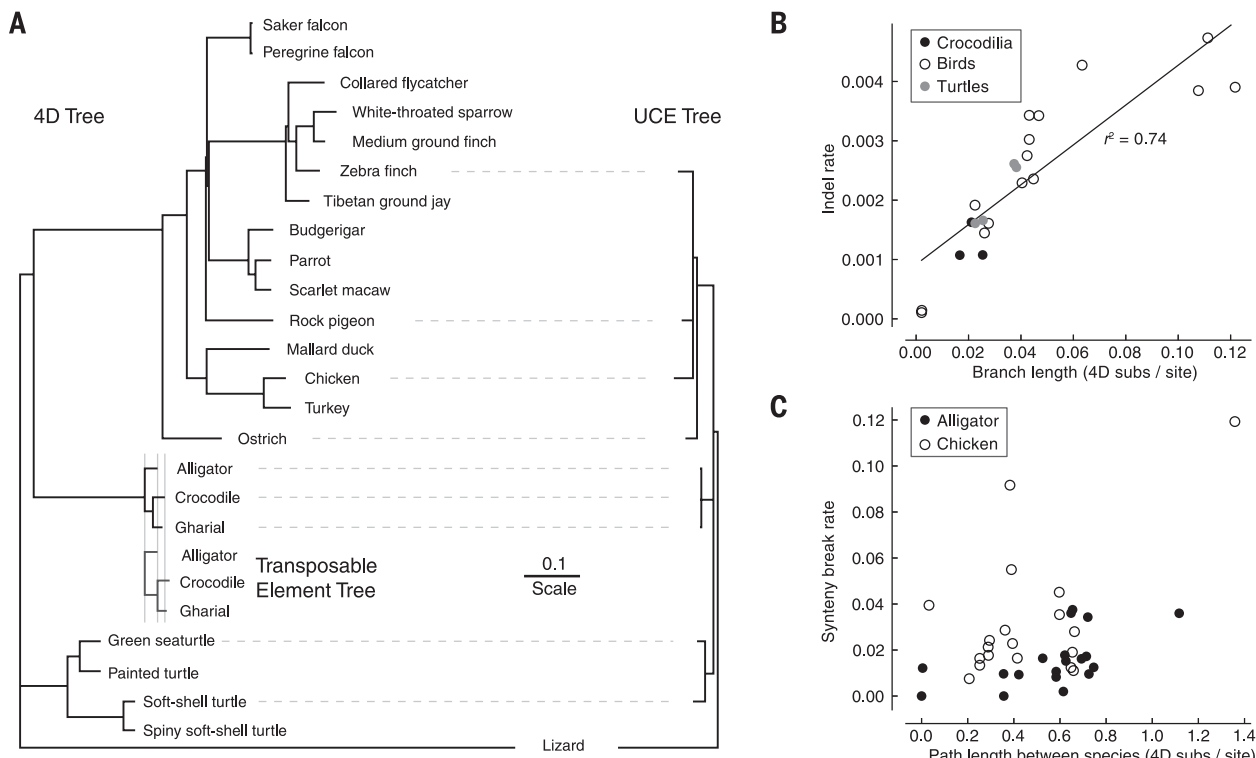 A
4D Tree
UCE Tree
Saker falcon
Peregrine falcon
Collared flycatcher
White-throated sparrow
Medium ground finch
Zebra finch
Tibetan ground jay
Budgerigar
Parrot
Scarlet macaw
Rock pigeon
Mallard duck
Chicken
Turkey
Ostrich
Alligator
Crocodile
Gharial
Alligator
Crocodile
Gharial
Transposable
Element Tree
0.1
Scale
Green seaturtle
Painted turtle
Soft-shell turtle
Spiny soft-shell turtle
Lizard
B
Crocodilia
Birds
Turtles
r² = 0.74
Indel rate
0.004
0.003
0.002
0.001
0.000
0.00 0.02 0.04 0.06 0.08 0.10 0.12
Branch length (4D subs / site)
C
Alligator
Chicken
Synteny break rate
0.12
0.10
0.08
0.06
0.04
0.02
0.00
0.0 0.2 0.4 0.6 0.8 1.0 1.2 1.4
Path length between species (4D subs / site)